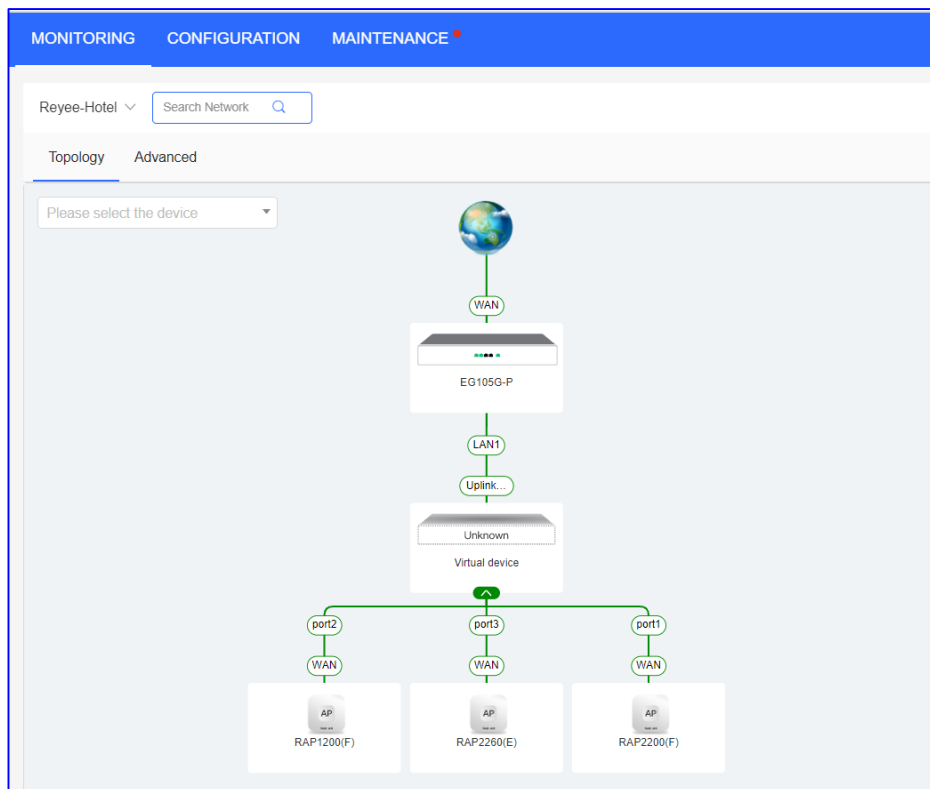 MONITORING CONFIGURATION MAINTENANCE
Reyee-Hotel Search Network
Topology Advanced
Please select the device
WAN
EG105G-P
LAN1
Uplink...
Unknown
Virtual device
port2 port3 port1
WAN WAN WAN
AP AP AP
RAP1200(F) RAP2260(E) RAP2200(F)